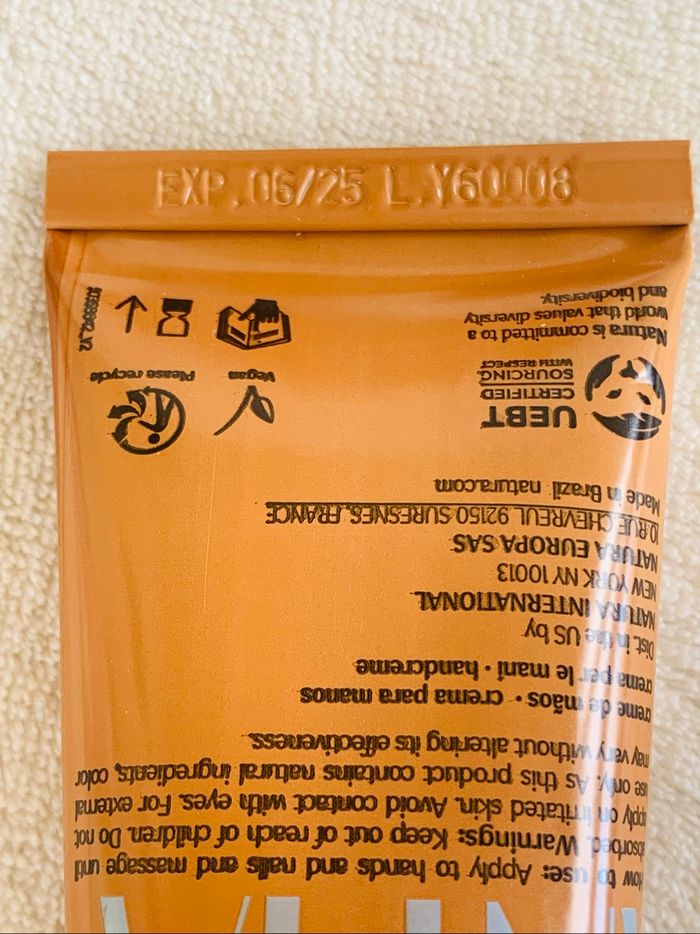 EXP.06/25 L.Y60008
How to use: Apply to hands and nails and massage until
absorbed. Warnings: Keep out of reach of children. Do not
apply on irritated skin. Avoid contact with eyes. For external
use only. As this product contains natural ingredients, color
may vary without altering its effectiveness.
creme de mãos • crema para manos
crema per le mani • handcreme
Dist. in the US by
NATURA INTERNATIONAL
NEW YORK NY 10013
NATURA EUROPA SAS
10 RUE CHEVREUL 92150 SURESNES, FRANCE
Made in Brazil natura.com
UEBT
CERTIFIED
SOURCING
WITH RESPECT
Vegan
Please recycle
Natura is committed to a
world that values diversity
and biodiversity.